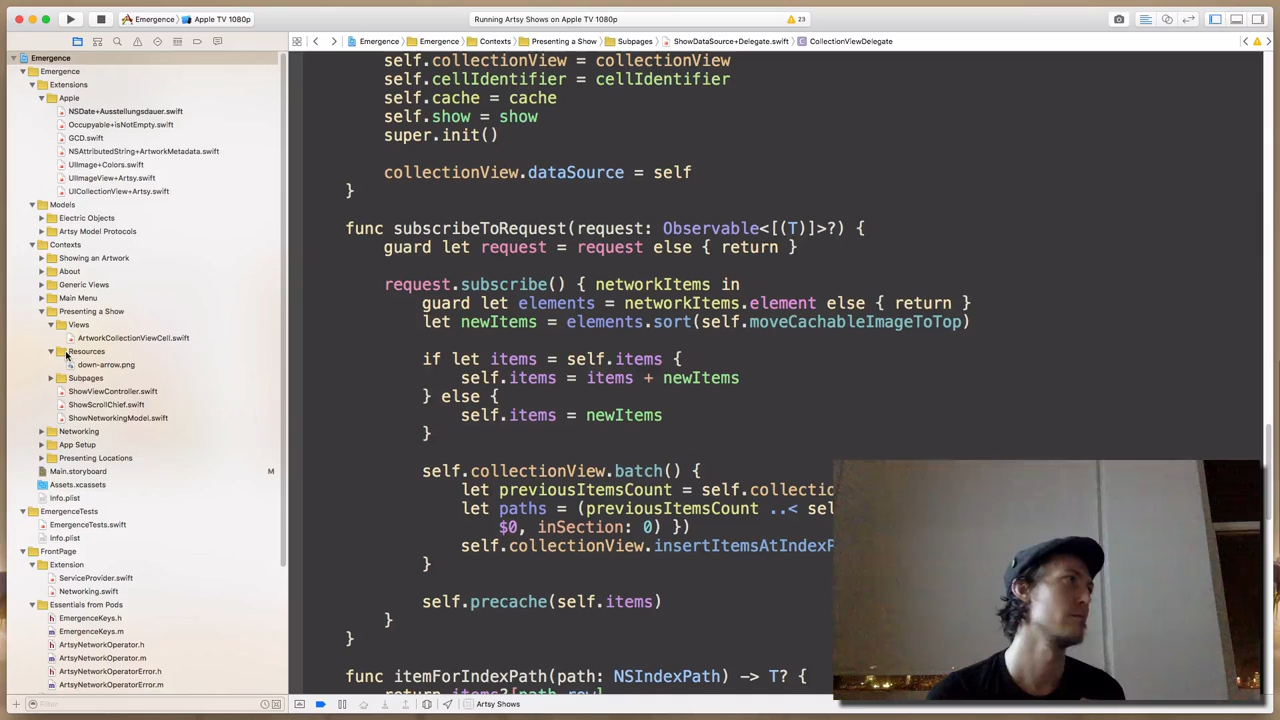 Emergence
Apple TV 1080p
Running Artsy Shows on Apple TV 1080p
23
Emergence
Emergence
Contexts
Presenting a Show
Subpages
ShowDataSource+Delegate.swift
CollectionViewDelegate
Emergence
Emergence
Extensions
Apple
NSDate+Ausstellungsdauer.swift
Occupyable+isNotEmpty.swift
GCD.swift
NSAttributedString+ArtworkMetadata.swift
UIImage+Colors.swift
UIImageView+Artsy.swift
UICollectionView+Artsy.swift
Models
Electric Objects
Artsy Model Protocols
Contexts
Showing an Artwork
About
Generic Views
Main Menu
Presenting a Show
Views
ArtworkCollectionViewCell.swift
Resources
down-arrow.png
Subpages
ShowViewController.swift
ShowScrollChief.swift
ShowNetworkingModel.swift
Networking
App Setup
Presenting Locations
Main.storyboard M
Assets.xcassets
Info.plist
EmergenceTests
EmergenceTests.swift
Info.plist
FrontPage
Extension
ServiceProvider.swift
Networking.swift
Essentials from Pods
EmergenceKeys.h
EmergenceKeys.m
ArtsyNetworkOperator.h
ArtsyNetworkOperator.m
ArtsyNetworkOperatorError.h
ArtsyNetworkOperatorError.m
Filter
self.collectionView = collectionView
self.cellIdentifier = cellIdentifier
self.cache = cache
self.show = show
super.init()
collectionView.dataSource = self
}
func subscribeToRequest(request: Observable<[(T)]>?) {
guard let request = request else { return }
request.subscribe() { networkItems in
guard let elements = networkItems.element else { return }
let newItems = elements.sort(self.moveCachableImageToTop)
if let items = self.items {
self.items = items + newItems
} else {
self.items = newItems
}
self.collectionView.batch() {
let previousItemsCount = self.collec
let paths = (previousItemsCount ..< se
$0, inSection: 0) })
self.collectionView.insertItemsAtIndexP
}
self.precache(self.items)
}
}
func itemForIndexPath(path: NSIndexPath) -> T? {
return items?[path.row]
Artsy Shows